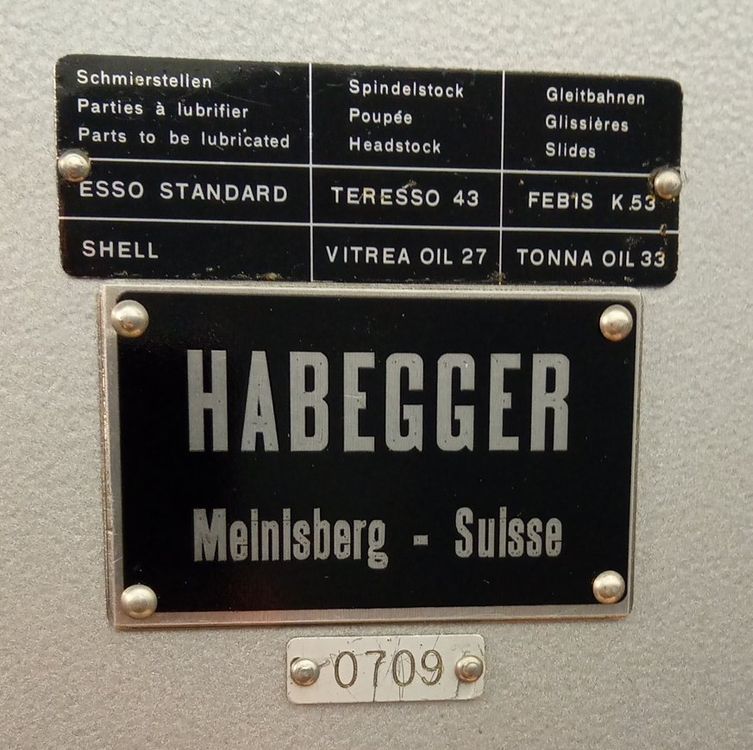 Schmierstellen
Parties à lubrifier
Parts to be lubricated
Spindelstock
Poupée
Headstock
Gleitbahnen
Glissières
Slides
ESSO STANDARD TERESSO 43 FEBIS K 53
SHELL VITREA OIL 27 TONNA OIL 33
HABEGGER
Meinisberg - Suisse
0709